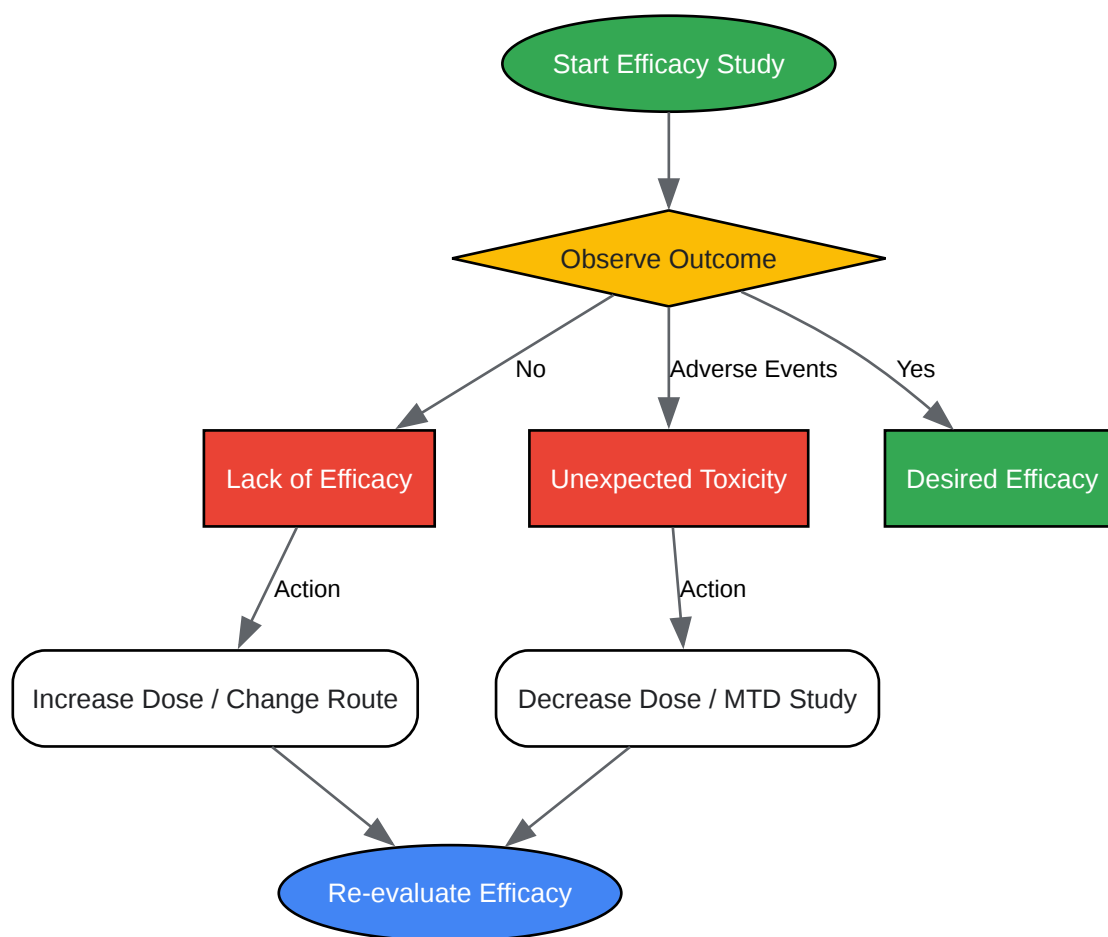 Start Efficacy Study
Observe Outcome
No
Adverse Events
Yes
Lack of Efficacy
Unexpected Toxicity
Desired Efficacy
Action
Action
Increase Dose / Change Route
Decrease Dose / MTD Study
Re-evaluate Efficacy